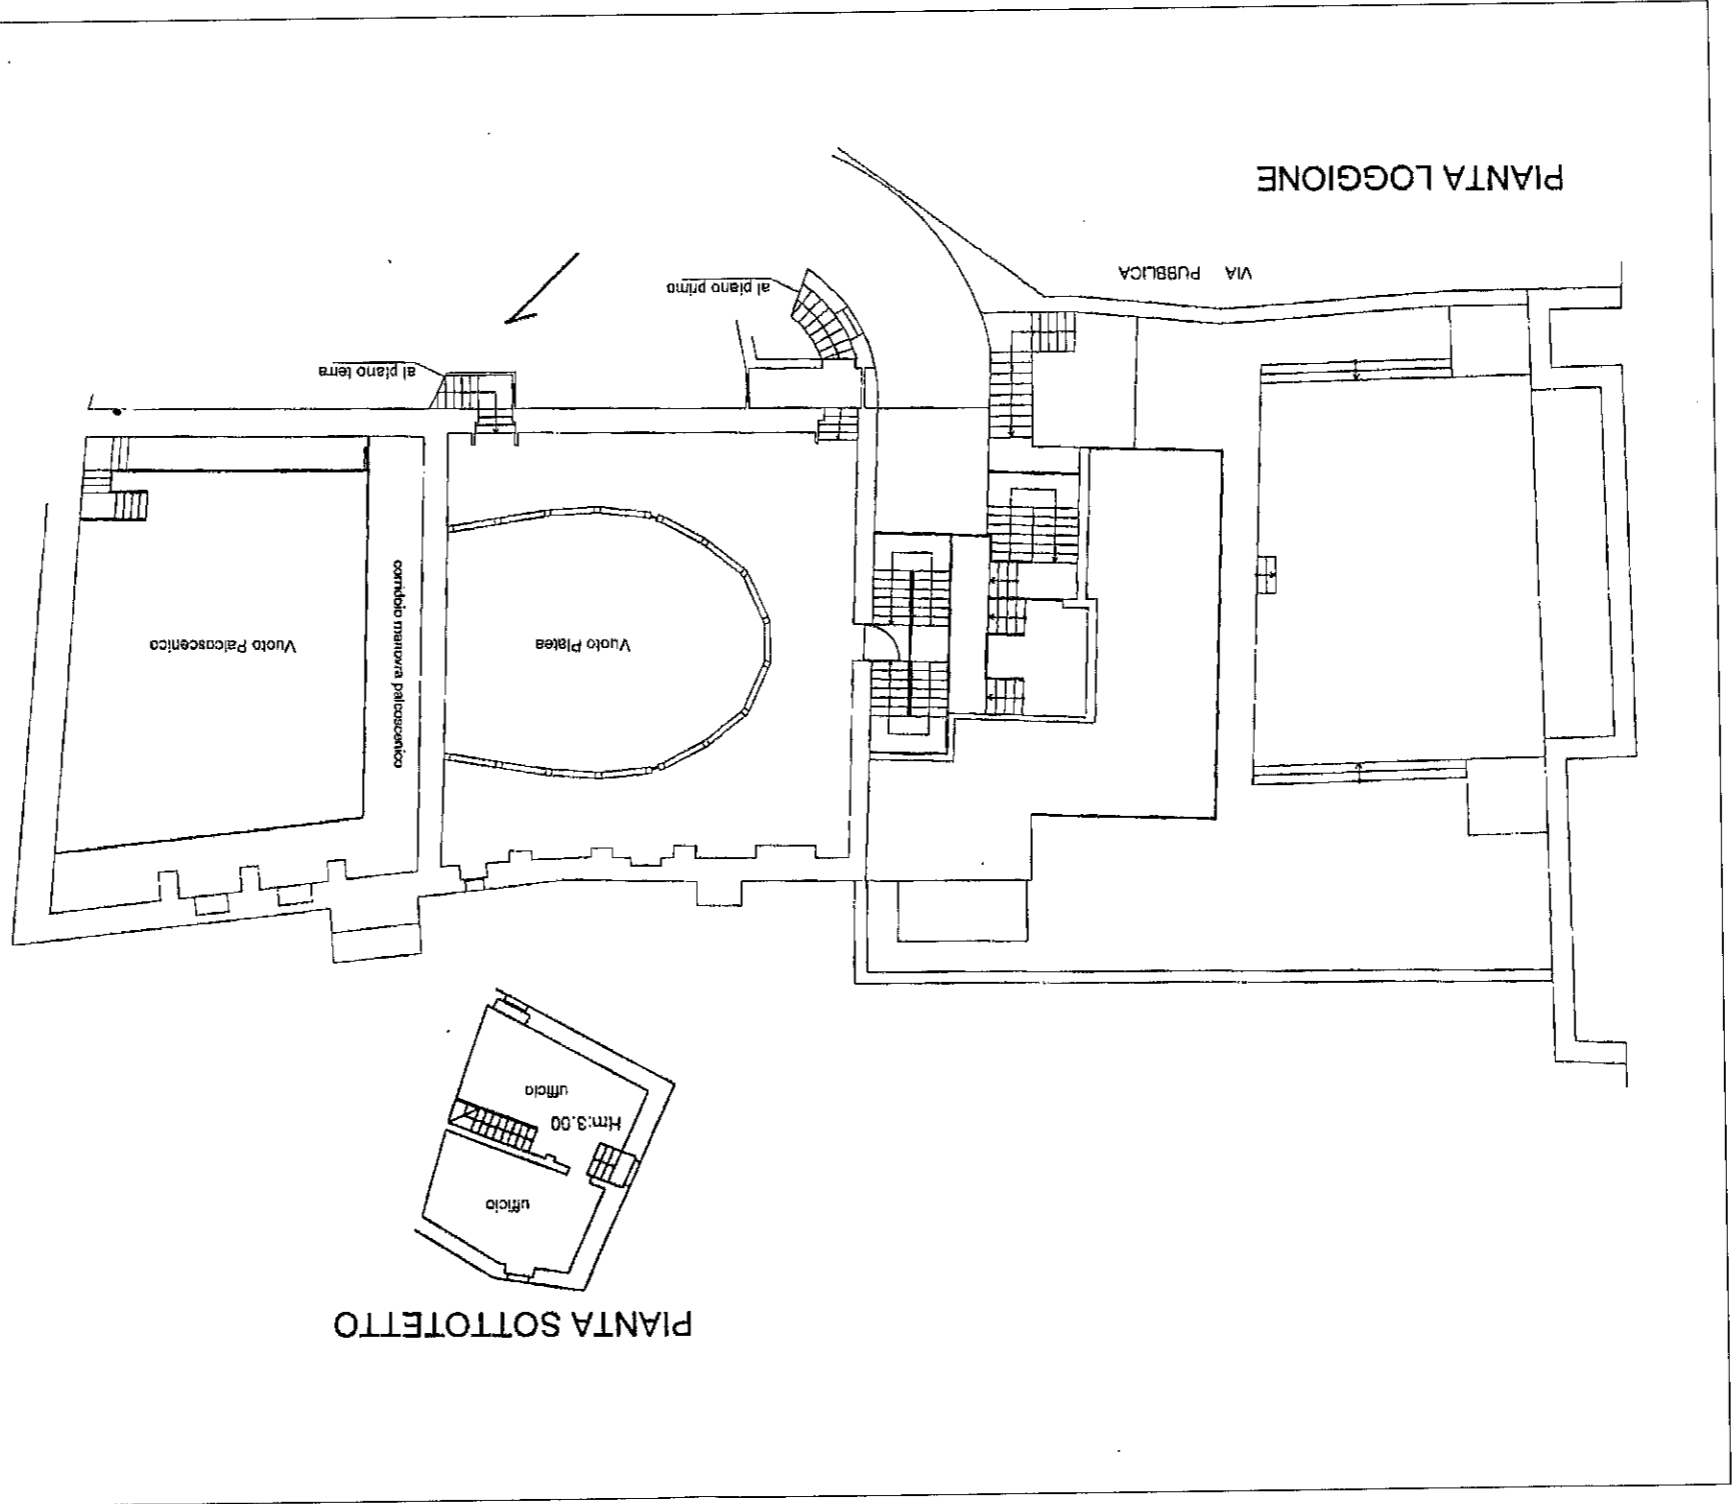 PIANTA SOTTOTETTO
ufficio
Hm:3.00
ufficio
Vuoto Platea
corridoio manovra palcoscenico
Vuoto Palcoscenico
al piano terra
al piano primo
VIA PUBBLICA
PIANTA LOGGIONE